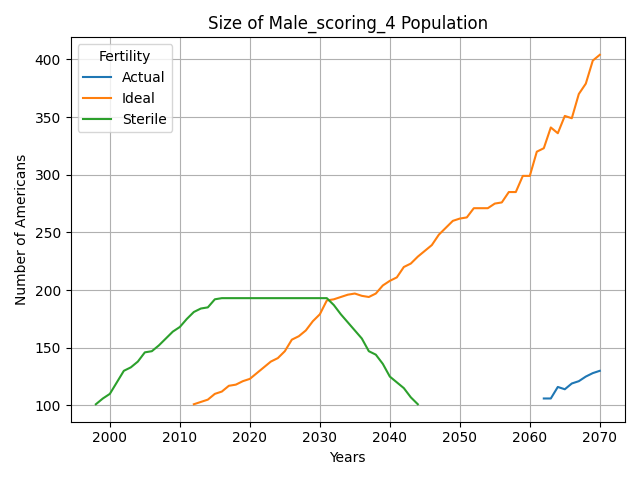 Size of Male_scoring_4 Population
Fertility
Actual
Ideal
Sterile
Number of Americans
400
350
300
250
200
150
100
2000 2010 2020 2030 2040 2050 2060 2070
Years